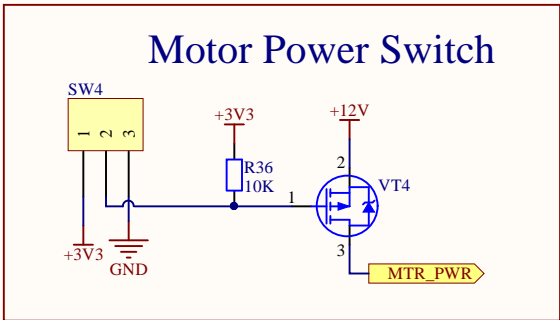 Motor Power Switch
SW4
1
2
3
+3V3
GND
+3V3
R36
10K
+12V
2
1
VT4
3
MTR_PWR